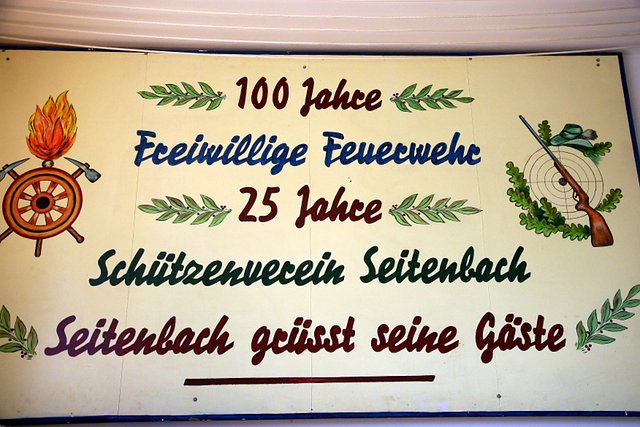 100 Jahre
Freiwillige Feuerwehr
25 Jahre
Schützenverein Seitenbach
Seitenbach grüsst seine Gäste